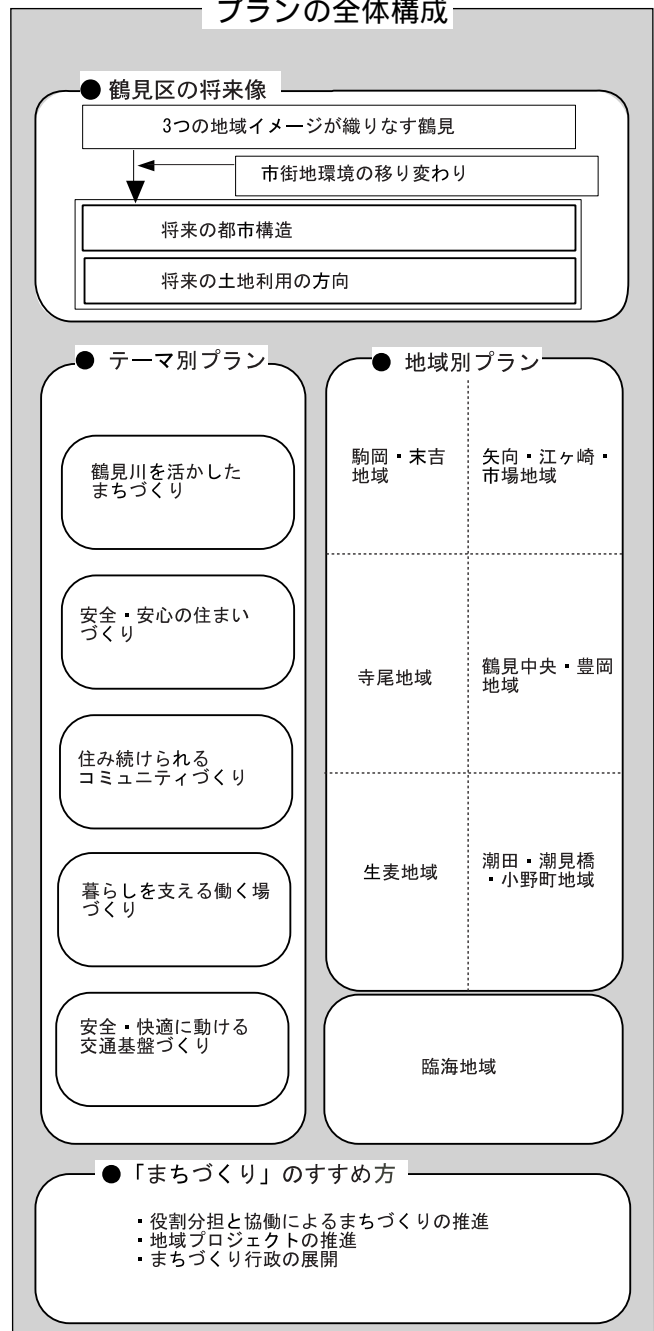 プランの全体構成
● 鶴見区の将来像
3つの地域イメージが織りなす鶴見
市街地環境の移り変わり
将来の都市構造
将来の土地利用の方向
● テーマ別プラン
鶴見川を活かした
まちづくり
安全・安心の住まい
づくり
住み続けられる
コミュニティづくり
暮らしを支える働く場
づくり
安全・快適に動ける
交通基盤づくり
● 地域別プラン
駒岡・末吉
地域
矢向・江ヶ崎・
市場地域
寺尾地域
鶴見中央・豊岡
地域
生麦地域
潮田・潮見橋
・小野町地域
臨海地域
● 「まちづくり」のすすめ方
・役割分担と協働によるまちづくりの推進
・地域プロジェクトの推進
・まちづくり行政の展開